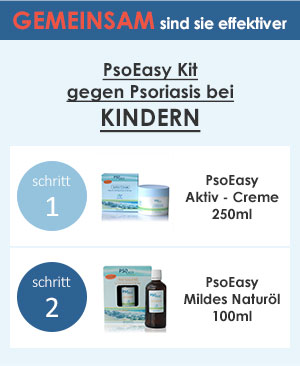 GEMEINSAM sind sie effektiver
PsoEasy Kit
gegen Psoriasis bei
KINDERN
schritt
1
PsoEasy
Aktiv - Creme
250ml
schritt
2
PsoEasy
Mildes Naturöl
100ml